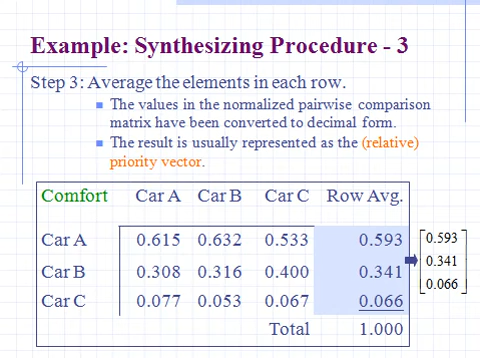 Example: Synthesizing Procedure - 3
Step 3: Average the elements in each row.
The values in the normalized pairwise comparison
matrix have been converted to decimal form.
The result is usually represented as the (relative)
priority vector.
Comfort Car A Car B Car C Row Avg.
Car A 0.615 0.632 0.533 0.593
Car B 0.308 0.316 0.400 0.341
Car C 0.077 0.053 0.067 0.066
Total 1.000
0.593
0.341
0.066